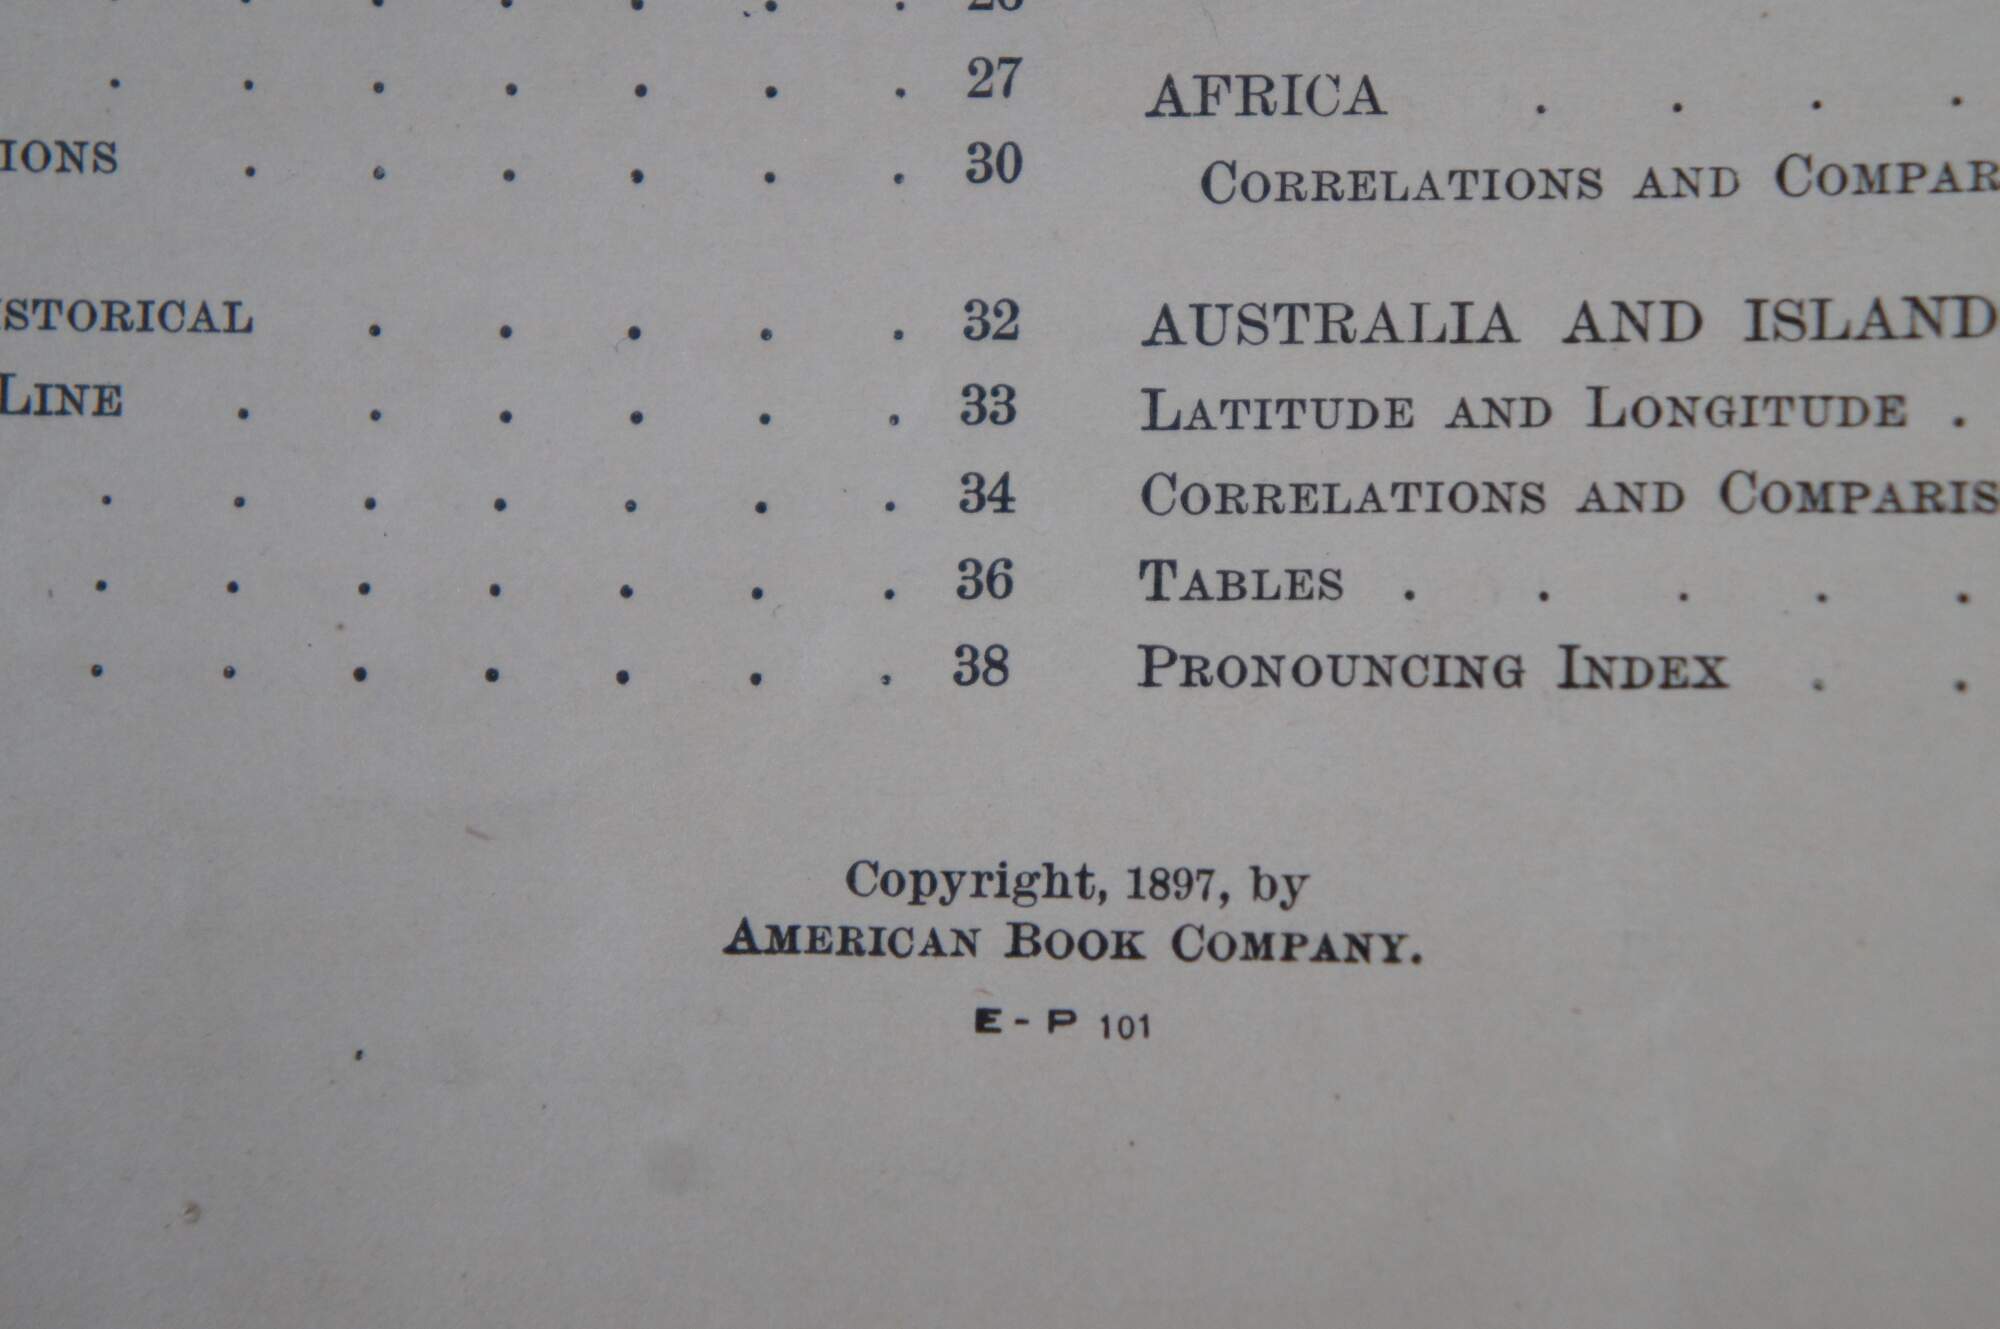 27
IONS . . . . . . 30
ISTORICAL . . . . . 32
LINE . . . . . . 33
. . . . . . . 34
. . . . . . . 36
. . . . . . . 38
AFRICA . . . .
CORRELATIONS AND COMPAR
AUSTRALIA AND ISLAND
LATITUDE AND LONGITUDE .
CORRELATIONS AND COMPARIS
TABLES . . . . .
PRONOUNCING INDEX . .
Copyright, 1897, by
AMERICAN BOOK COMPANY.
E-P 101